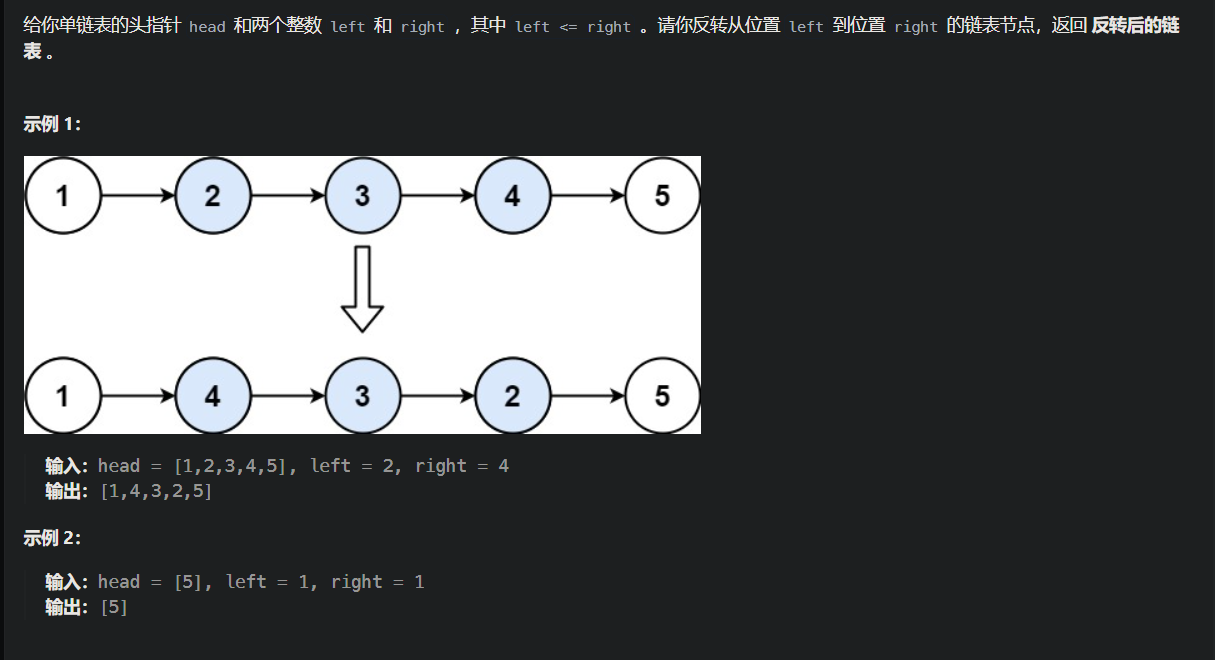 给你单链表的头指针 head 和两个整数 left 和 right ，其中 left <= right 。请你反转从位置 left 到位置 right 的链表节点，返回 反转后的链
表 。
示例 1：
1 2 3 4 5
1 4 3 2 5
输入：head = [1,2,3,4,5], left = 2, right = 4
输出：[1,4,3,2,5]
示例 2：
输入：head = [5], left = 1, right = 1
输出：[5]